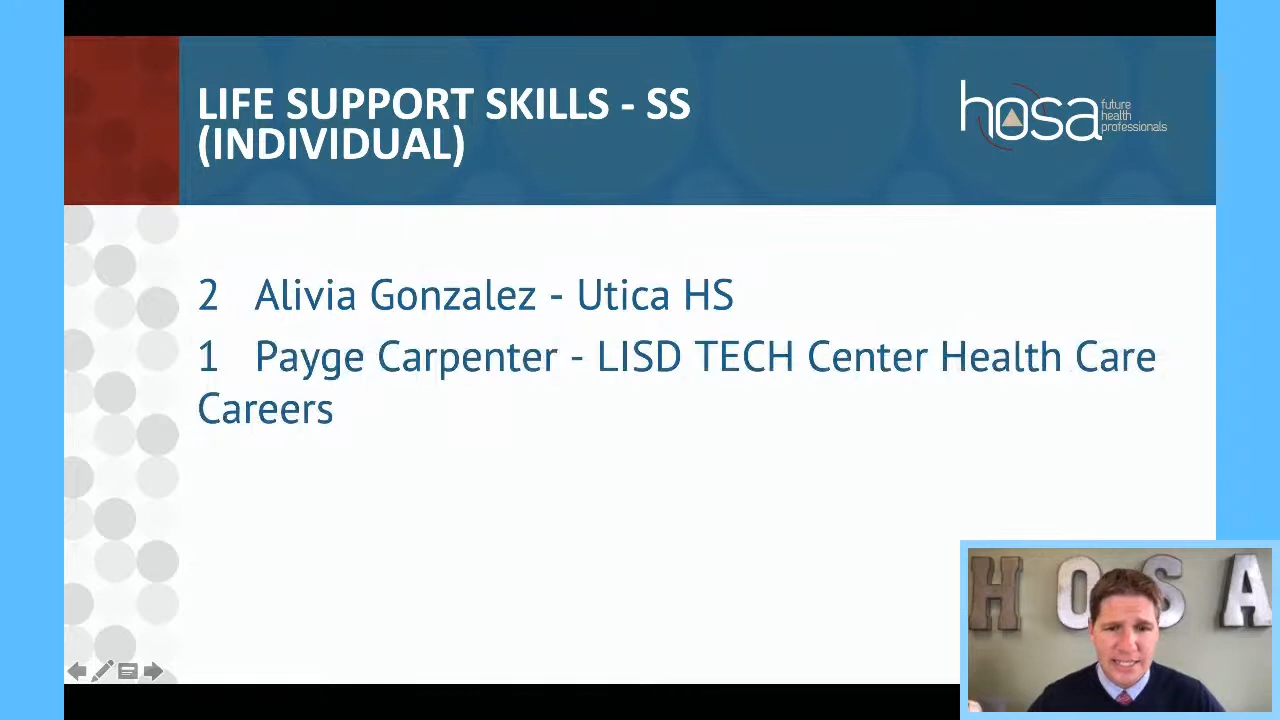 LIFE SUPPORT SKILLS - SS
(INDIVIDUAL)
hosa
future
health
professionals
2 Alivia Gonzalez - Utica HS
1 Payge Carpenter - LISD TECH Center Health Care
Careers
H O S A